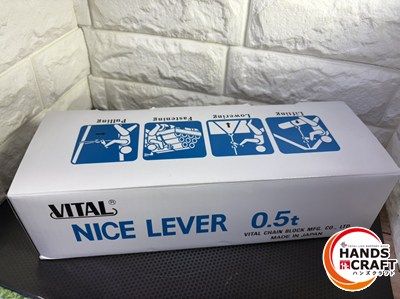 Pulling
Fastening
Lowering
Lifting
VITAL®
NICE LEVER 0.5t
VITAL CHAIN BLOCK MFG. CO., LTD.
MADE IN JAPAN
HANDS
CRAFT
ハンズクラフト